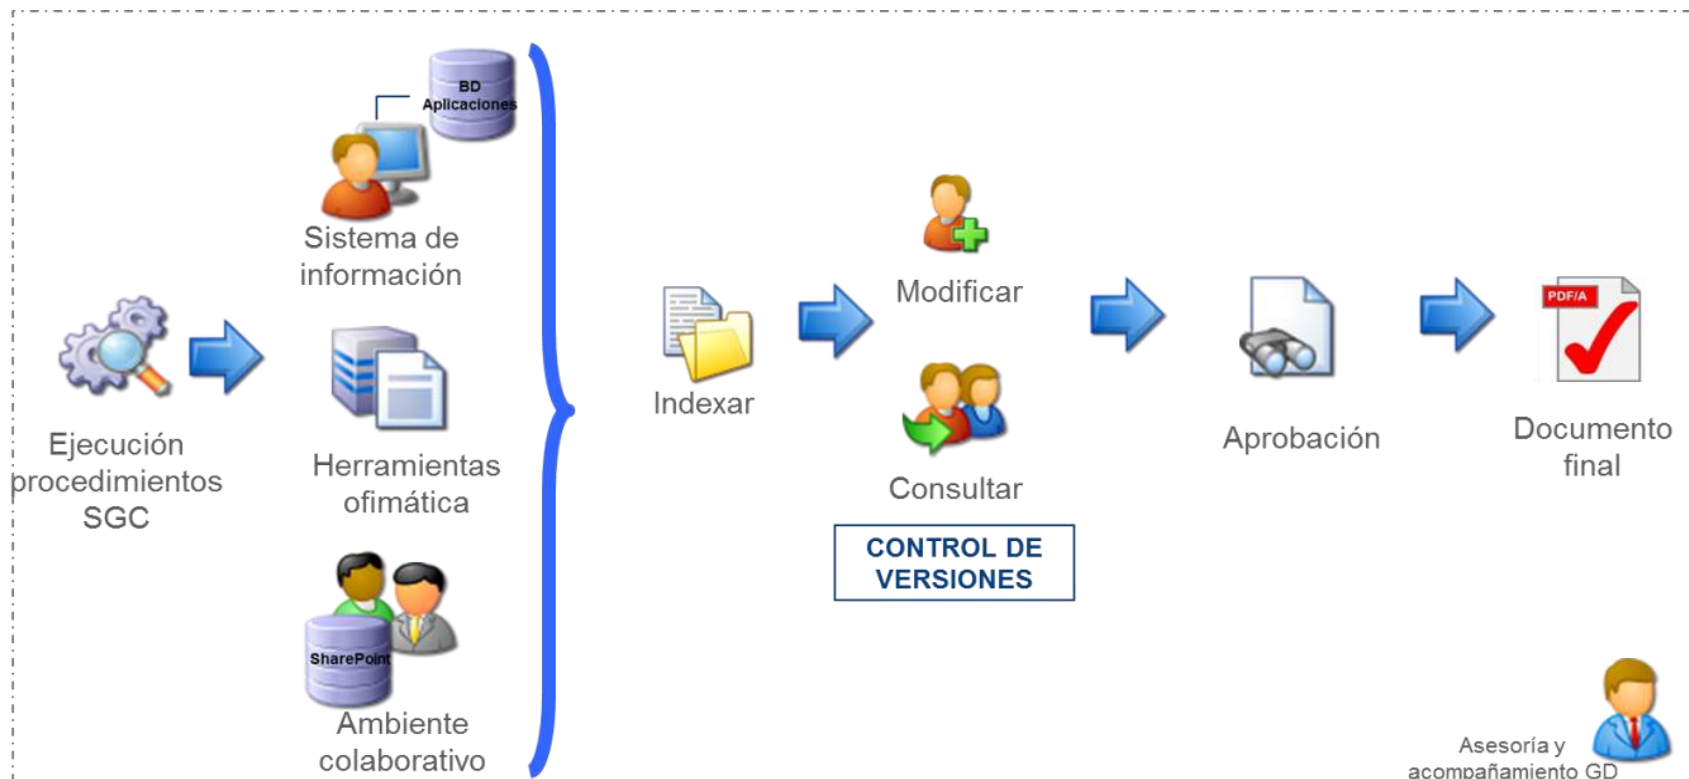 Ejecución
procedimientos
SGC
BD
Aplicaciones
Sistema de
información
Herramientas
ofimática
SharePoint
Ambiente
colaborativo
Indexar
Modificar
Consultar
CONTROL DE
VERSIONES
Aprobación
PDF/A
Documento
final
Asesoría y
acompañamiento GD